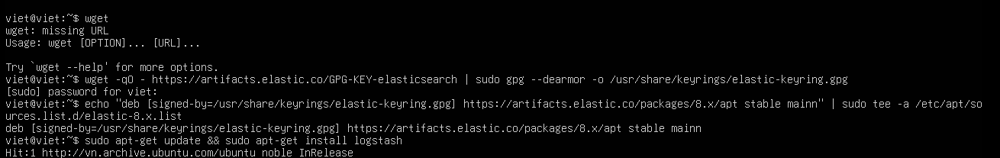 viet@viet:~$ wget
wget: missing URL
Usage: wget [OPTION]... [URL]...
Try `wget --help' for more options.
viet@viet:~$ wget -qO - https://artifacts.elastic.co/GPG-KEY-elasticsearch | sudo gpg --dearmor -o /usr/share/keyrings/elastic-keyring.gpg
[sudo] password for viet:
viet@viet:~$ echo "deb [signed-by=/usr/share/keyrings/elastic-keyring.gpg] https://artifacts.elastic.co/packages/8.x/apt stable mainn" | sudo tee -a /etc/apt/so
urces.list.d/elastic-8.x.list
deb [signed-by=/usr/share/keyrings/elastic-keyring.gpg] https://artifacts.elastic.co/packages/8.x/apt stable mainn
viet@viet:~$ sudo apt-get update && sudo apt-get install logstash
Hit:1 http://vn.archive.ubuntu.com/ubuntu noble InRelease